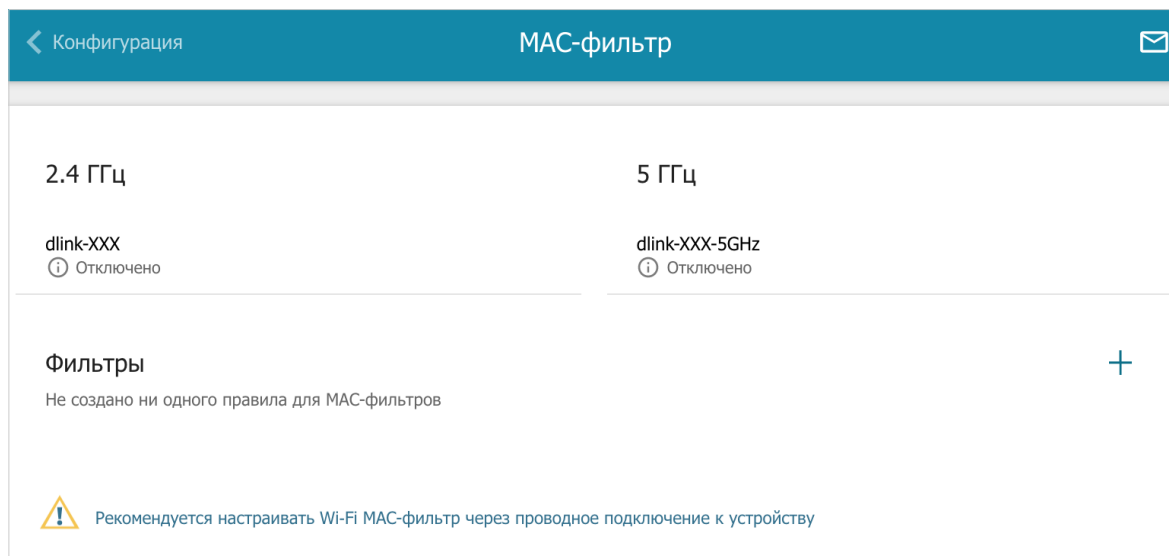 Конфигурация
MAC-фильтр
2.4 ГГц
5 ГГц
dlink-XXX
Отключено
dlink-XXX-5GHz
Отключено
Фильтры
Не создано ни одного правила для MAC-фильтров
Рекомендуется настраивать Wi-Fi MAC-фильтр через проводное подключение к устройству